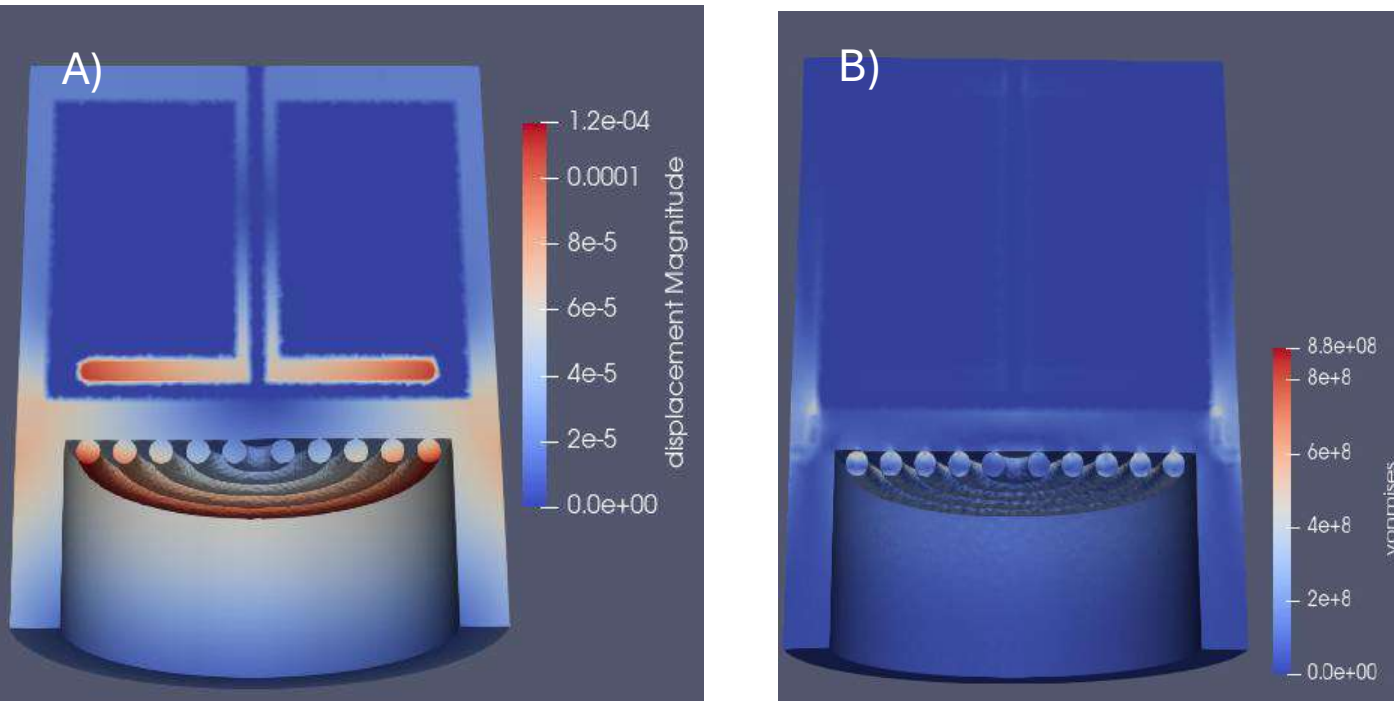 A)
1.2e-04
0.0001
8e-5
6e-5
4e-5
2e-5
0.0e+00
displacement Magnitude
B)
8.8e+08
8e+8
6e+8
4e+8
2e+8
0.0e+00
vonmises